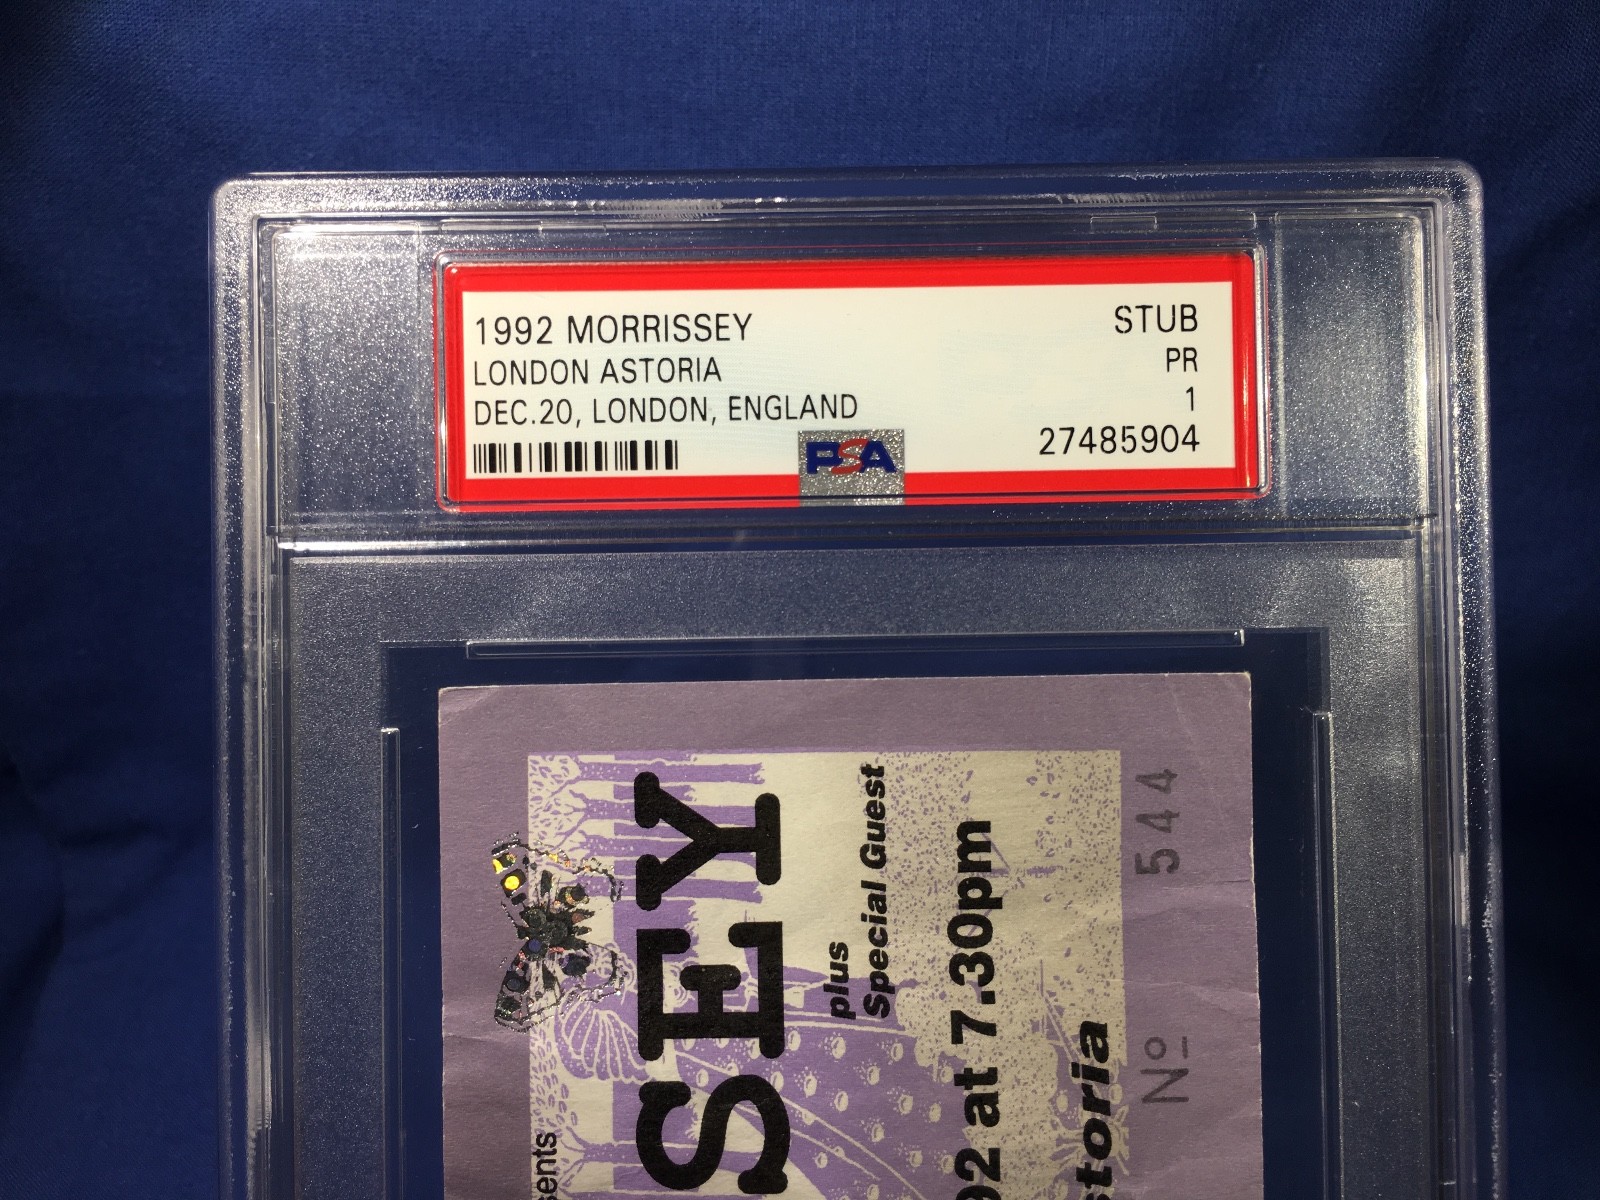 1992 MORRISSEY
LONDON ASTORIA
DEC.20, LONDON, ENGLAND
STUB
PR
1
27485904
PSA
sents
SEY
plus
Special Guest
92 at 7.30pm
storia
Nº 544